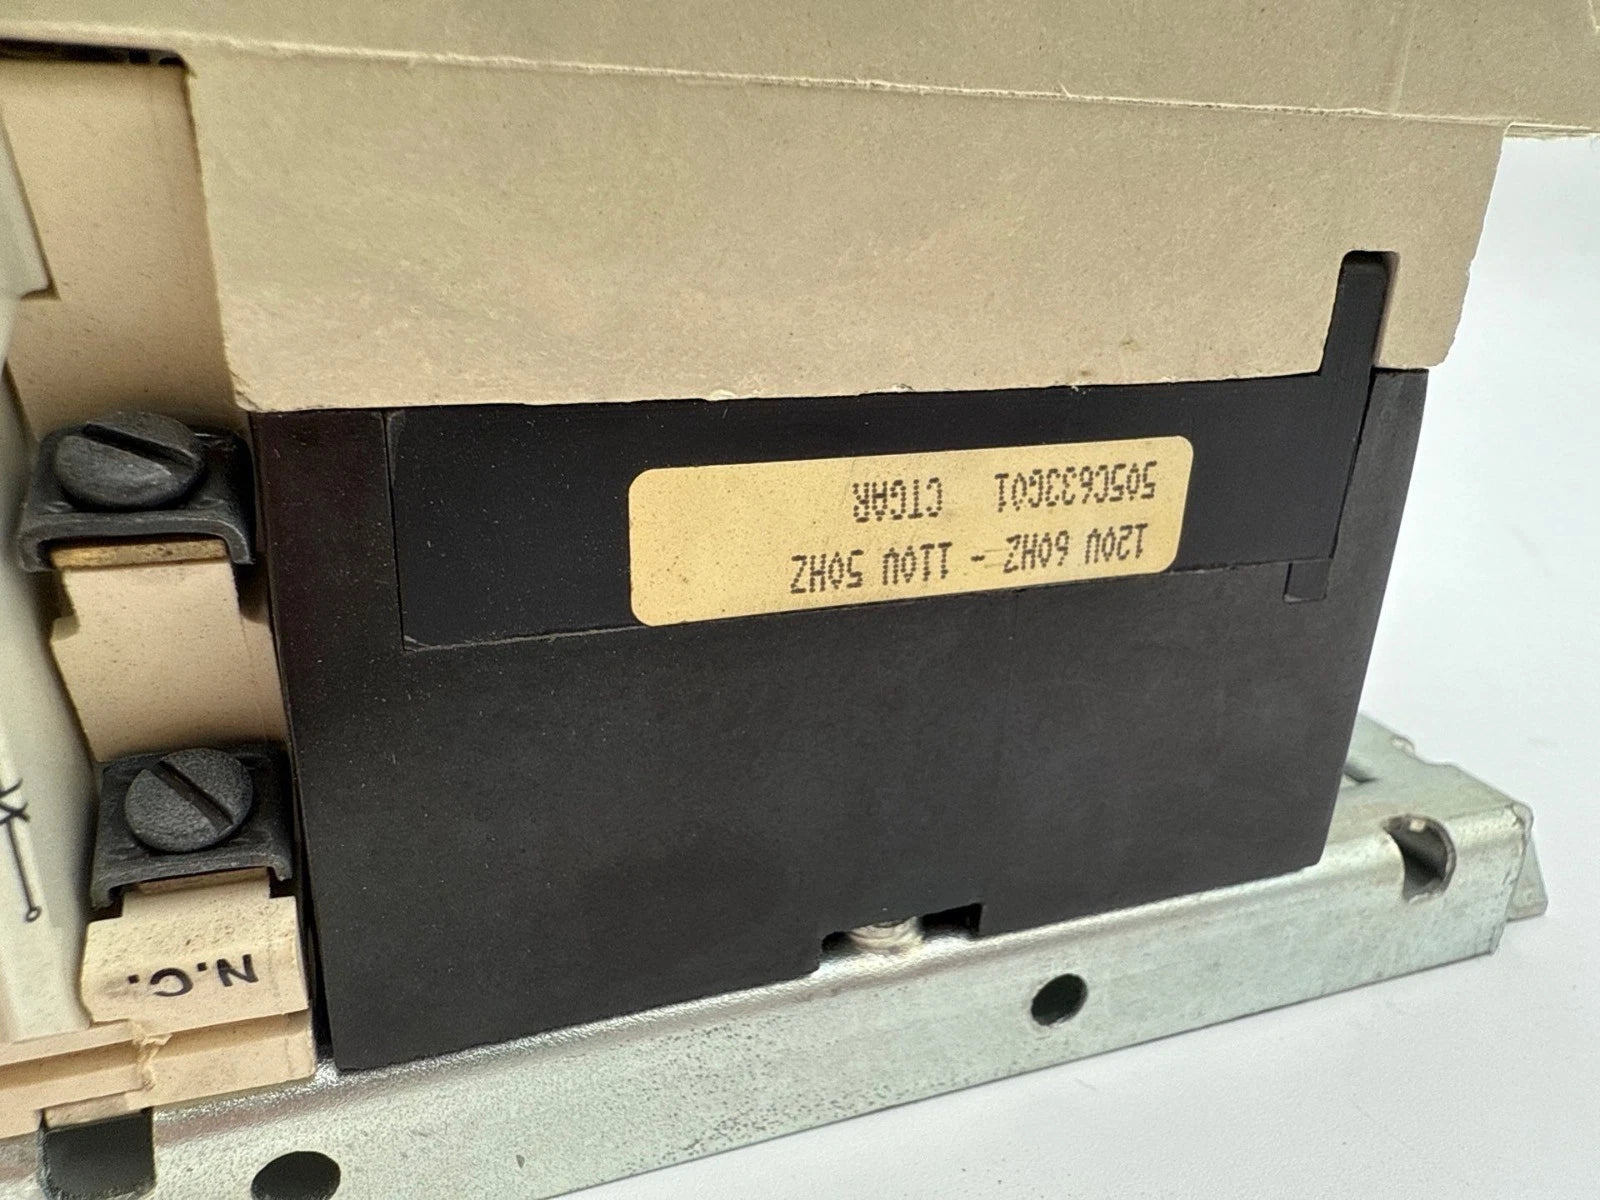 120V 60HZ - 110V 50HZ
505C633G01 CTGAR
N.C.